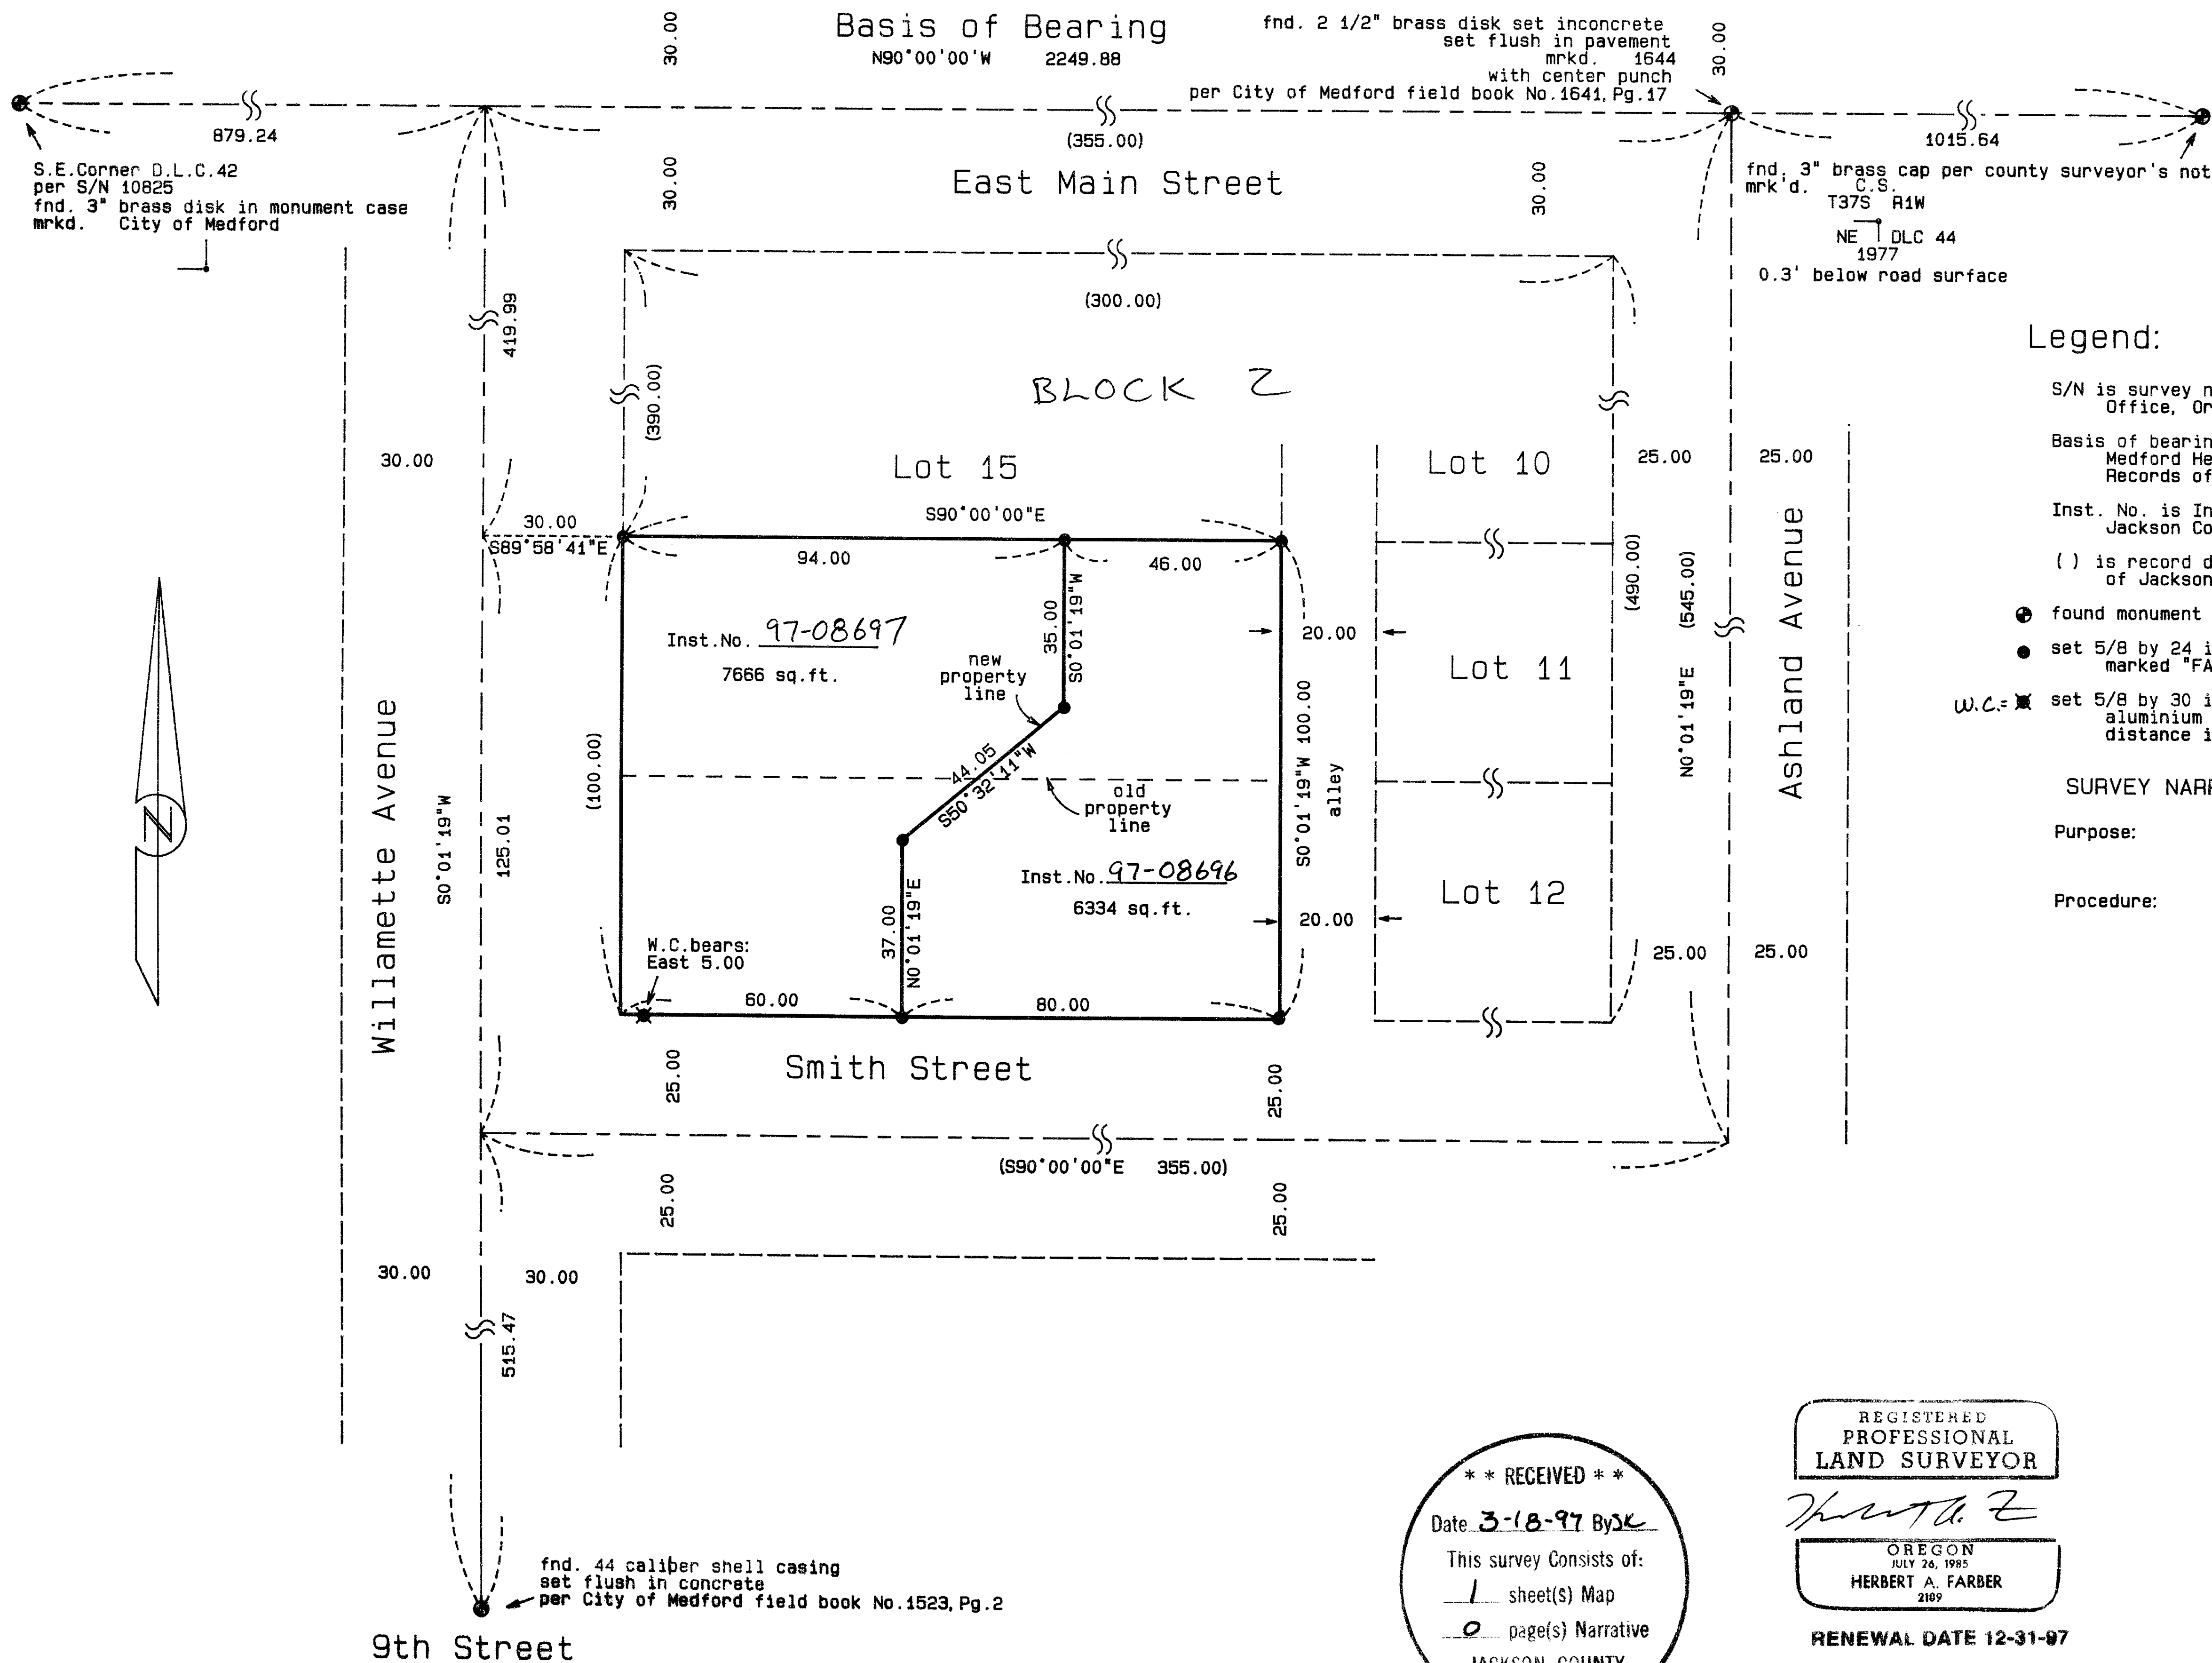 Basis of Bearing
N90°00'00'W 2249.88
30.00
fnd. 2 1/2" brass disk set inconcrete
set flush in pavement
mrkd. 1644
with center punch
per City of Medford field book No.1641, Pg.17
30.00
879.24
(355.00)
1015.64
S.E.Corner D.L.C.42
per S/N 10825
fnd. 3" brass disk in monument case
mrkd. City of Medford
30.00
East Main Street
30.00
fnd. 3" brass cap per county surveyor's not
mrk'd. C.S.
T37S R1W
NE DLC 44
1977
0.3' below road surface
419.99
(300.00)
(390.00)
BLOCK 2
Legend:
S/N is survey n
Office, Or
Basis of bearin
Medford He
Records of
Inst. No. is In
Jackson Co
( ) is record d
of Jackson
found monument
set 5/8 by 24 i
marked "FA
W.C.= set 5/8 by 30 i
aluminium
distance i
SURVEY NARR
Purpose:
Procedure:
30.00
Lot 15
Lot 10
25.00
25.00
30.00
S89°58'41"E
S90°00'00"E
94.00
46.00
35.00
S0°01'19"W
Inst.No. 97-08697
7666 sq.ft.
new
property
line
20.00
(490.00)
N0°01'19"E (545.00)
Ashland Avenue
Lot 11
Willamette Avenue
S0°01'19"W
125.01
(100.00)
44.05
S50°32'11"W
old
property
line
S0°01'19"W 100.00
alley
Inst.No. 97-08696
6334 sq.ft.
Lot 12
20.00
37.00
N0°01'19"E
W.C.bears:
East 5.00
60.00
80.00
25.00
25.00
N
Smith Street
25.00
25.00
(S90°00'00"E 355.00)
25.00
25.00
30.00
30.00
515.47
fnd. 44 caliber shell casing
set flush in concrete
per City of Medford field book No.1523, Pg.2
9th Street
* * RECEIVED * *
Date 3-18-97 By SK
This survey Consists of:
1 sheet(s) Map
0 page(s) Narrative
JACKSON COUNTY
REGISTERED
PROFESSIONAL
LAND SURVEYOR
OREGON
JULY 26, 1985
HERBERT A. FARBER
2189
RENEWAL DATE 12-31-97